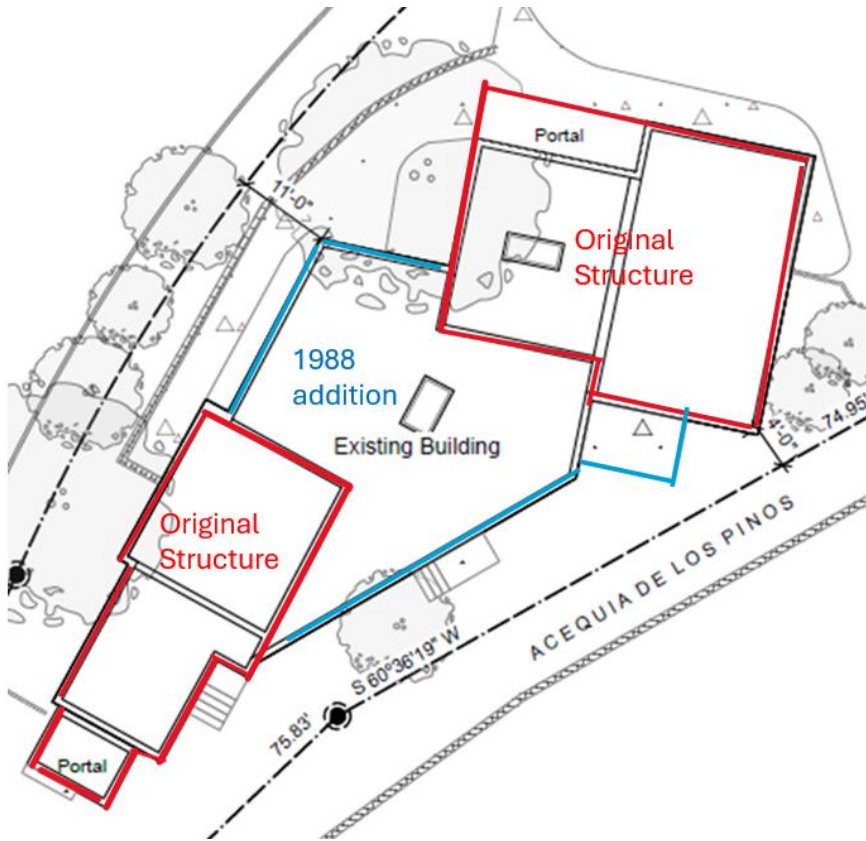 Portal
11'-0"
Original
Structure
1988
addition
Existing Building
74.95'
4'-0"
Original
Structure
ACEQUIA DE LOS PINOS
S 60°36'19" W
75.83'
Portal